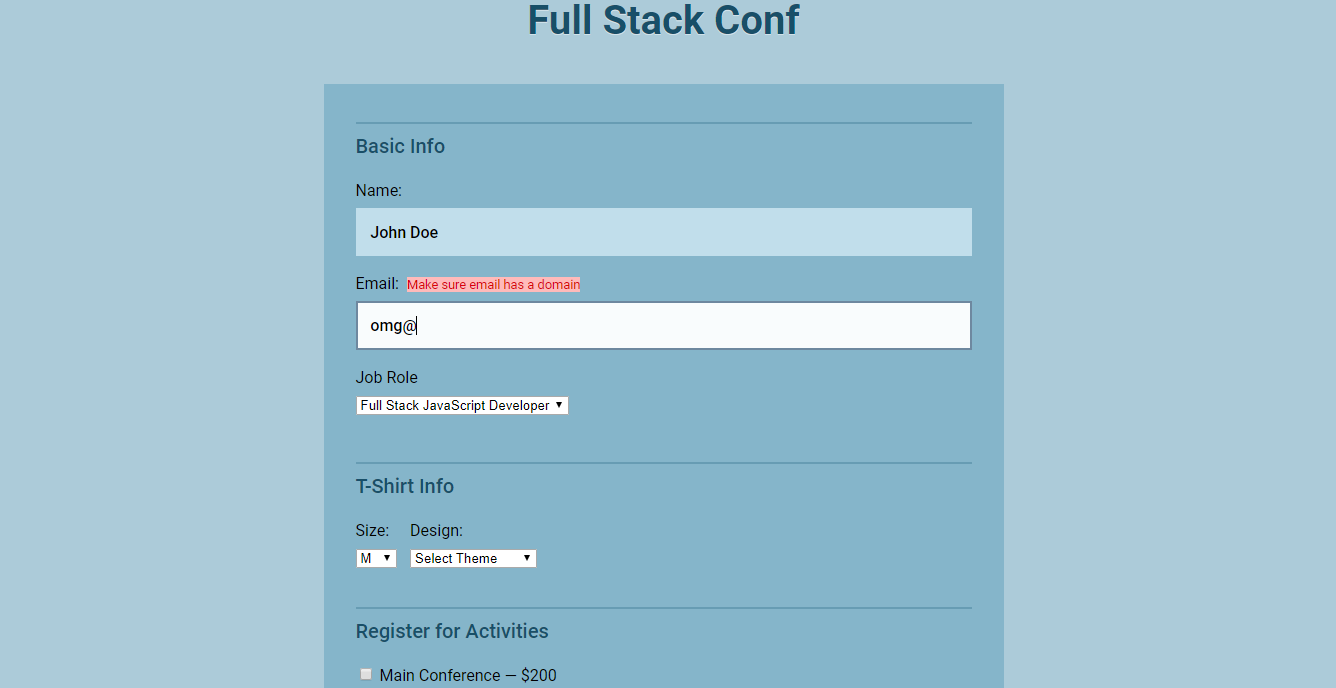 Full Stack Conf
Basic Info
Name:
John Doe
Email: Make sure email has a domain
omg@
Job Role
Full Stack JavaScript Developer
T-Shirt Info
Size: Design:
M Select Theme
Register for Activities
Main Conference — $200